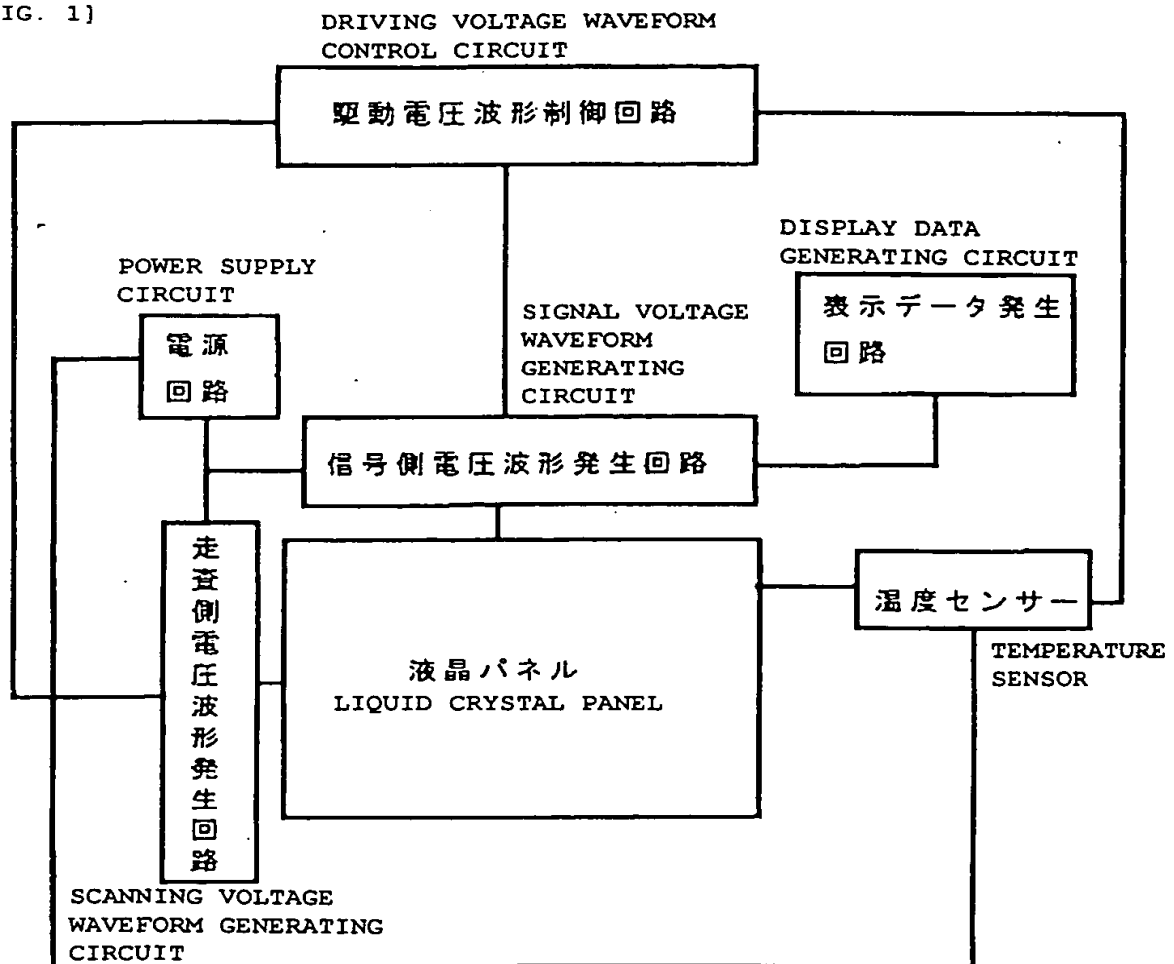 IG. 1]
DRIVING VOLTAGE WAVEFORM
CONTROL CIRCUIT
駆動電圧波形制御回路
DISPLAY DATA
GENERATING CIRCUIT
表示データ発生
回路
POWER SUPPLY
CIRCUIT
電源
回路
SIGNAL VOLTAGE
WAVEFORM
GENERATING
CIRCUIT
信号側電圧波形発生回路
走査側電圧波形発生回路
液晶パネル
LIQUID CRYSTAL PANEL
温度センサー
TEMPERATURE
SENSOR
SCANNING VOLTAGE
WAVEFORM GENERATING
CIRCUIT